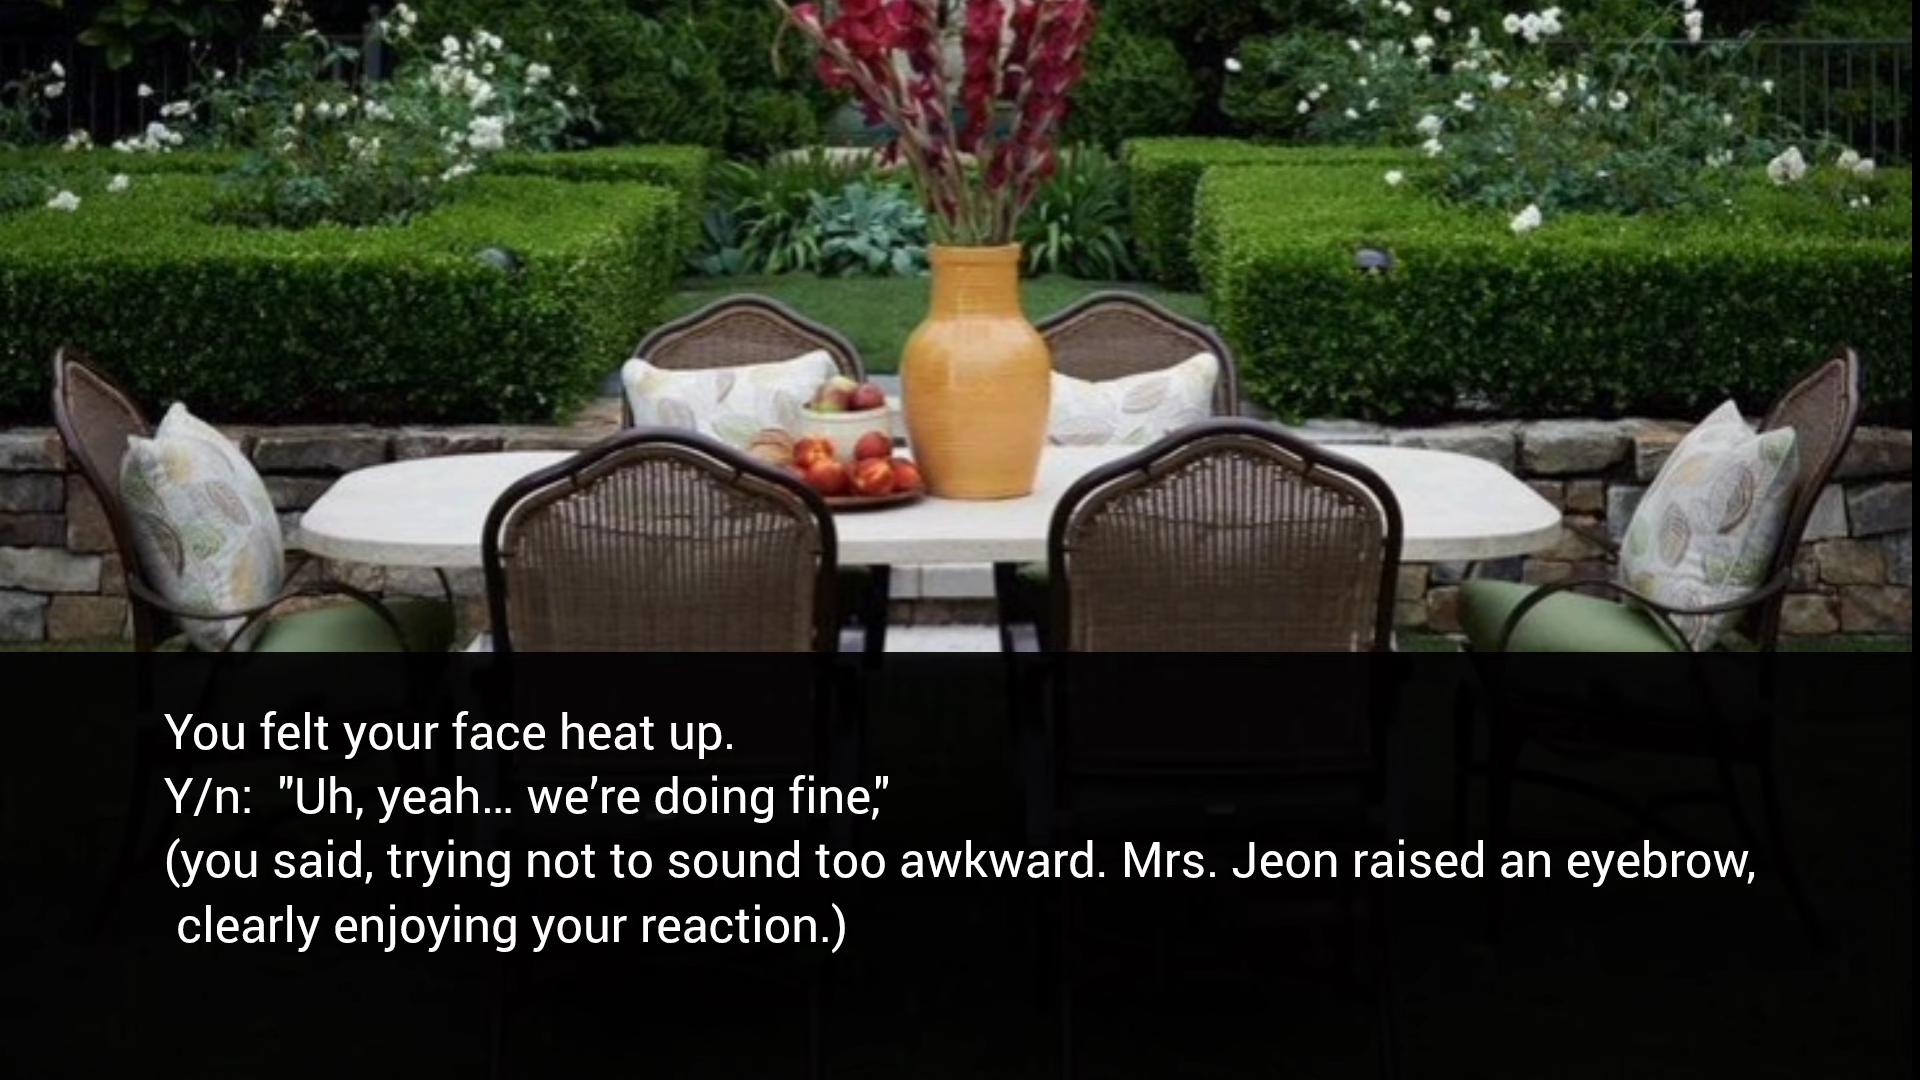 You felt your face heat up.
Y/n:  "Uh, yeah... we’re doing fine,"
(you said, trying not to sound too awkward. Mrs. Jeon raised an eyebrow,
clearly enjoying your reaction.)